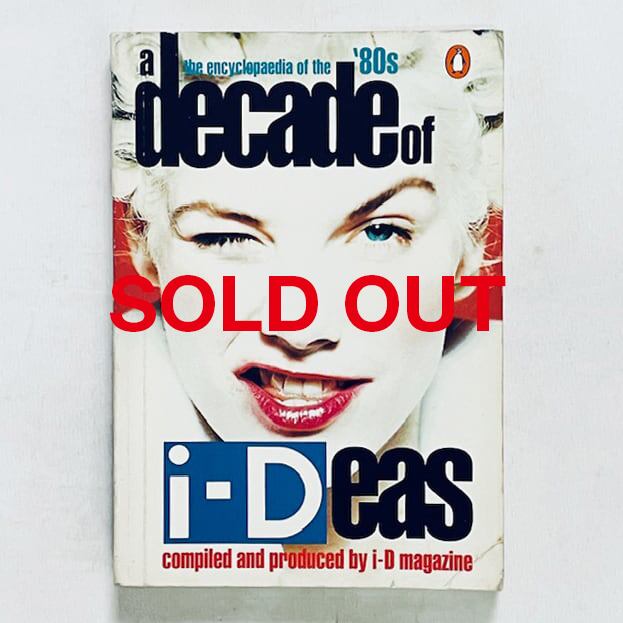 a
the encyclopaedia of the '80s
decade of
SOLD OUT
i-Deas
compiled and produced by i-D magazine